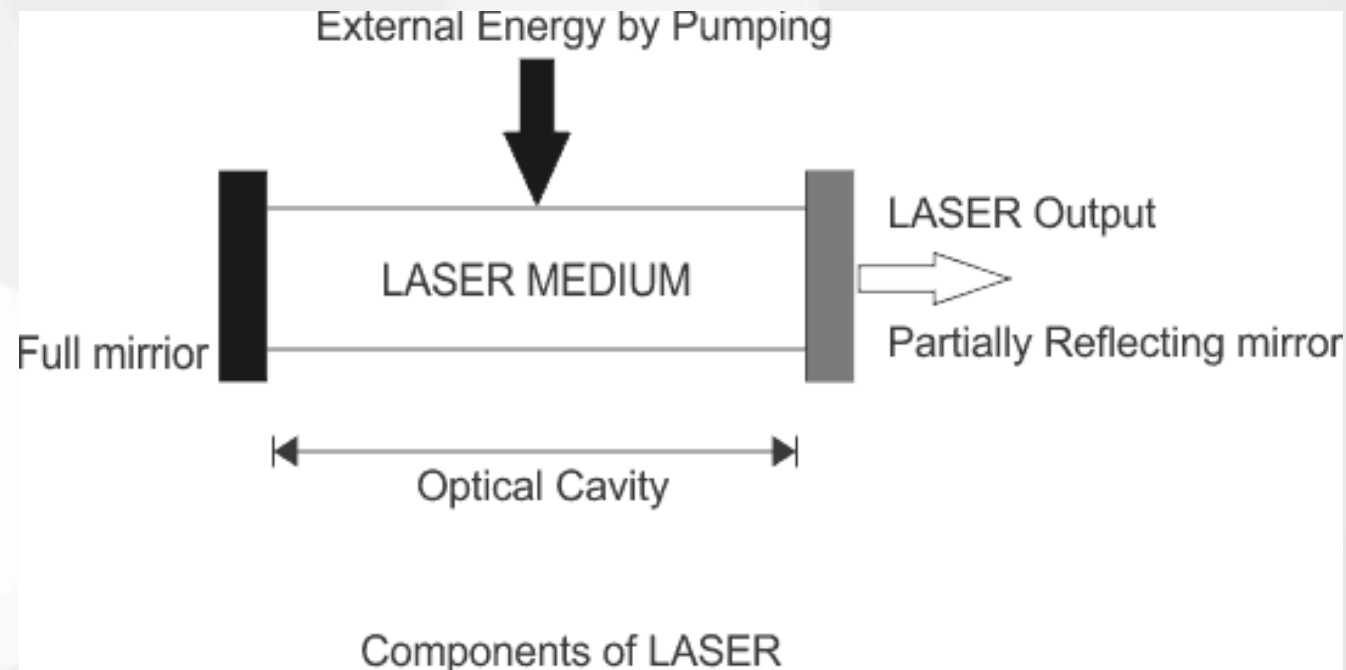 External Energy by Pumping
LASER Output
LASER MEDIUM
Partially Reflecting mirror
Full mirrior
Optical Cavity
Components of LASER